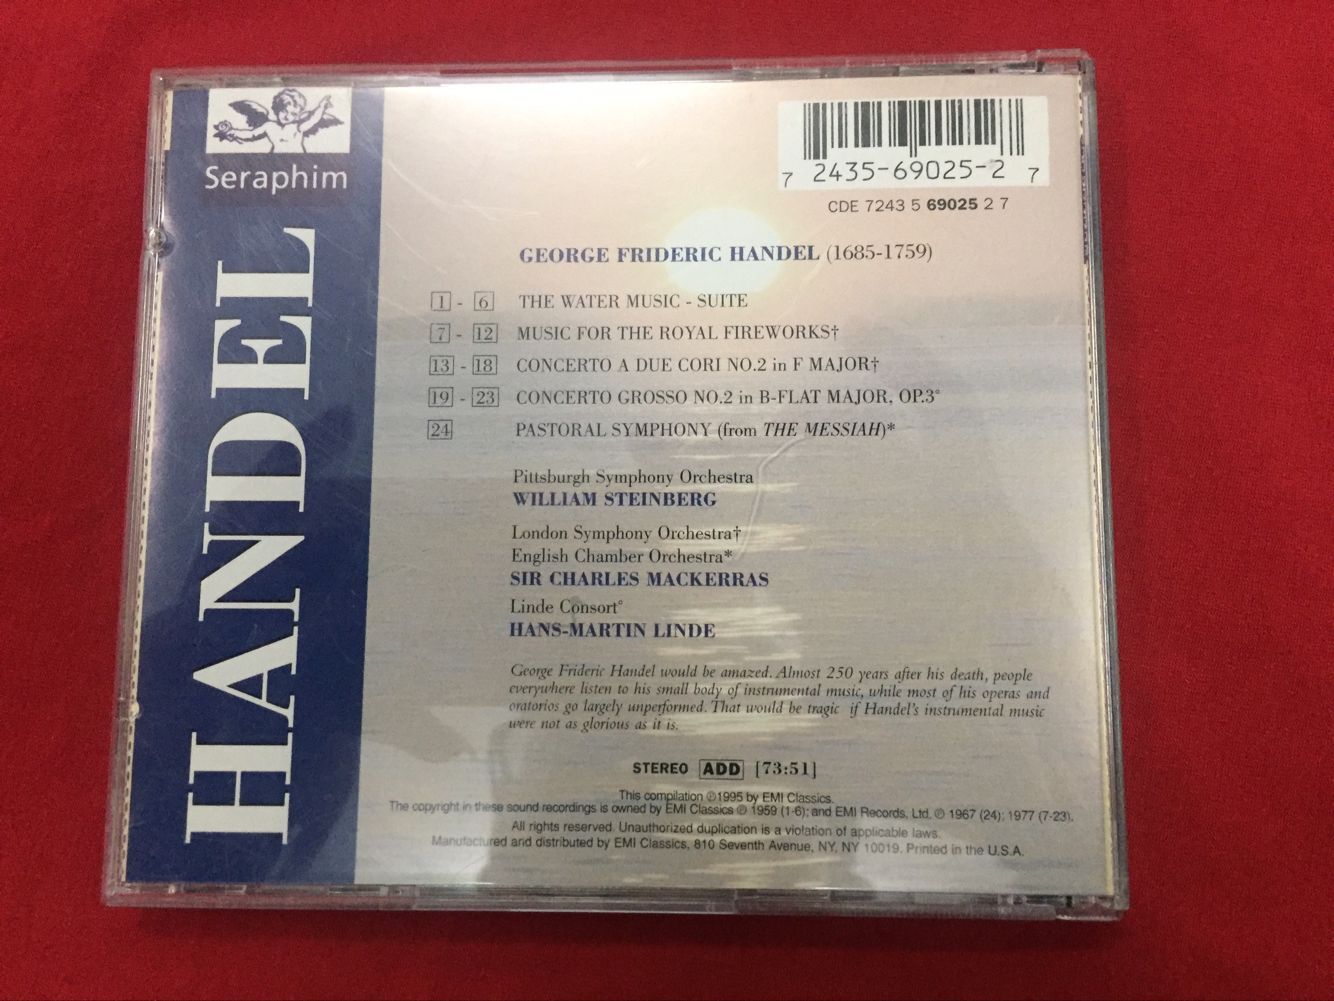 Seraphim
HANDEL
7 2435-69025-2 7
CDE 7243 5 69025 2 7
GEORGE FRIDERIC HANDEL (1685-1759)
1 - 6 THE WATER MUSIC - SUITE
7 - 12 MUSIC FOR THE ROYAL FIREWORKS†
13 - 18 CONCERTO A DUE CORI NO.2 in F MAJOR†
19 - 23 CONCERTO GROSSO NO.2 in B-FLAT MAJOR, OP.3°
24 PASTORAL SYMPHONY (from THE MESSIAH)*
Pittsburgh Symphony Orchestra
WILLIAM STEINBERG
London Symphony Orchestra†
English Chamber Orchestra*
SIR CHARLES MACKERRAS
Linde Consort°
HANS-MARTIN LINDE
George Frideric Handel would be amazed. Almost 250 years after his death, people
everywhere listen to his small body of instrumental music, while most of his operas and
oratorios go largely unperformed. That would be tragic if Handel's instrumental music
were not as glorious as it is.
STEREO ADD [73:51]
This compilation ℗1995 by EMI Classics.
The copyright in these sound recordings is owned by EMI Classics ℗ 1959 (1-6); and EMI Records, Ltd. ℗ 1967 (24); 1977 (7-23).
All rights reserved. Unauthorized duplication is a violation of applicable laws.
Manufactured and distributed by EMI Classics, 810 Seventh Avenue, NY, NY 10019. Printed in the U.S.A.